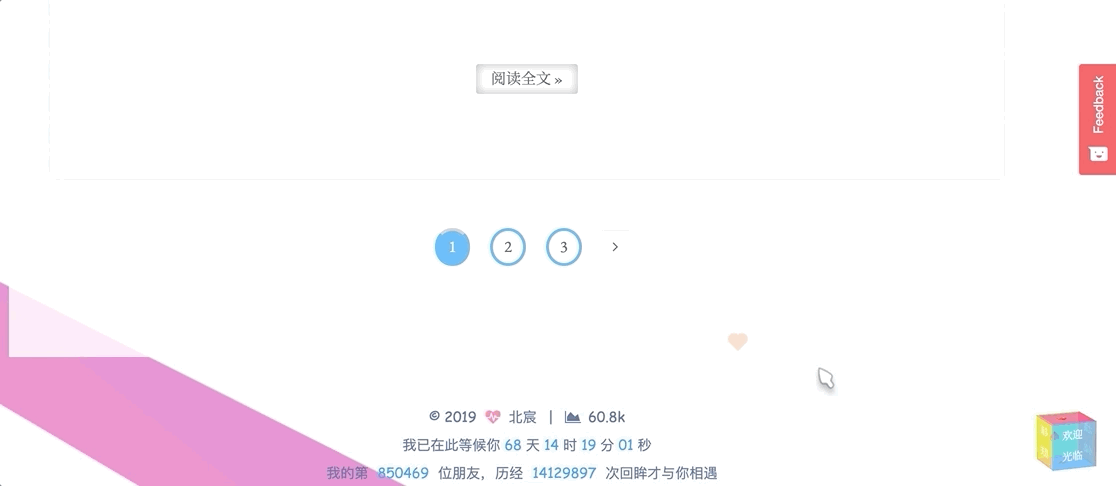 阅读全文 »
Feedback
1 2 3
© 2019 北宸 | 60.8k
欢迎
光临
我已在此等候你 68 天 14 时 19 分 01 秒
我的第 850469 位朋友，历经 14129897 次回眸才与你相遇